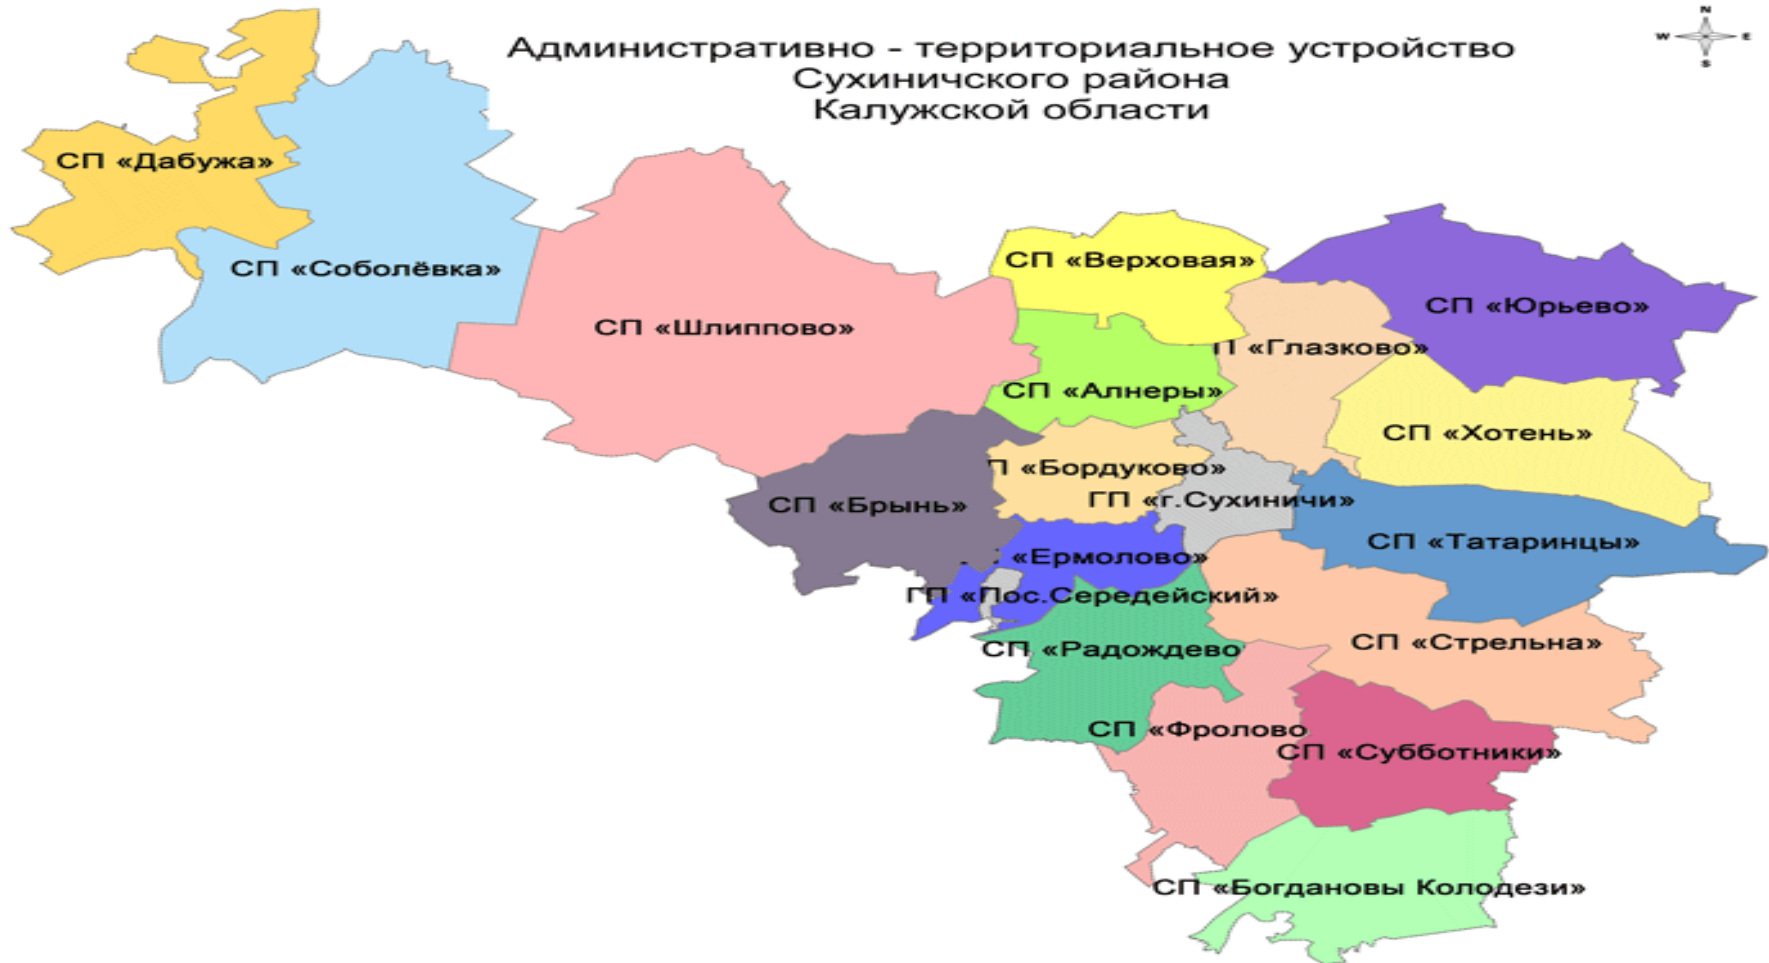 Административно - территориальное устройство
Сухиничского района
Калужской области
N
W E
S
СП «Дабужа»
СП «Соболёвка»
СП «Шлиппово»
СП «Верховая»
СП «Юрьево»
П «Глазково»
СП «Алнеры»
СП «Хотень»
П «Бордуково»
ГП «г.Сухиничи»
СП «Брынь»
СП «Татаринцы»
«Ермолово»
ГП «Пос.Середейский»
СП «Стрельна»
СП «Радождево
СП «Фролово
СП «Субботники»
СП «Богдановы Колодези»